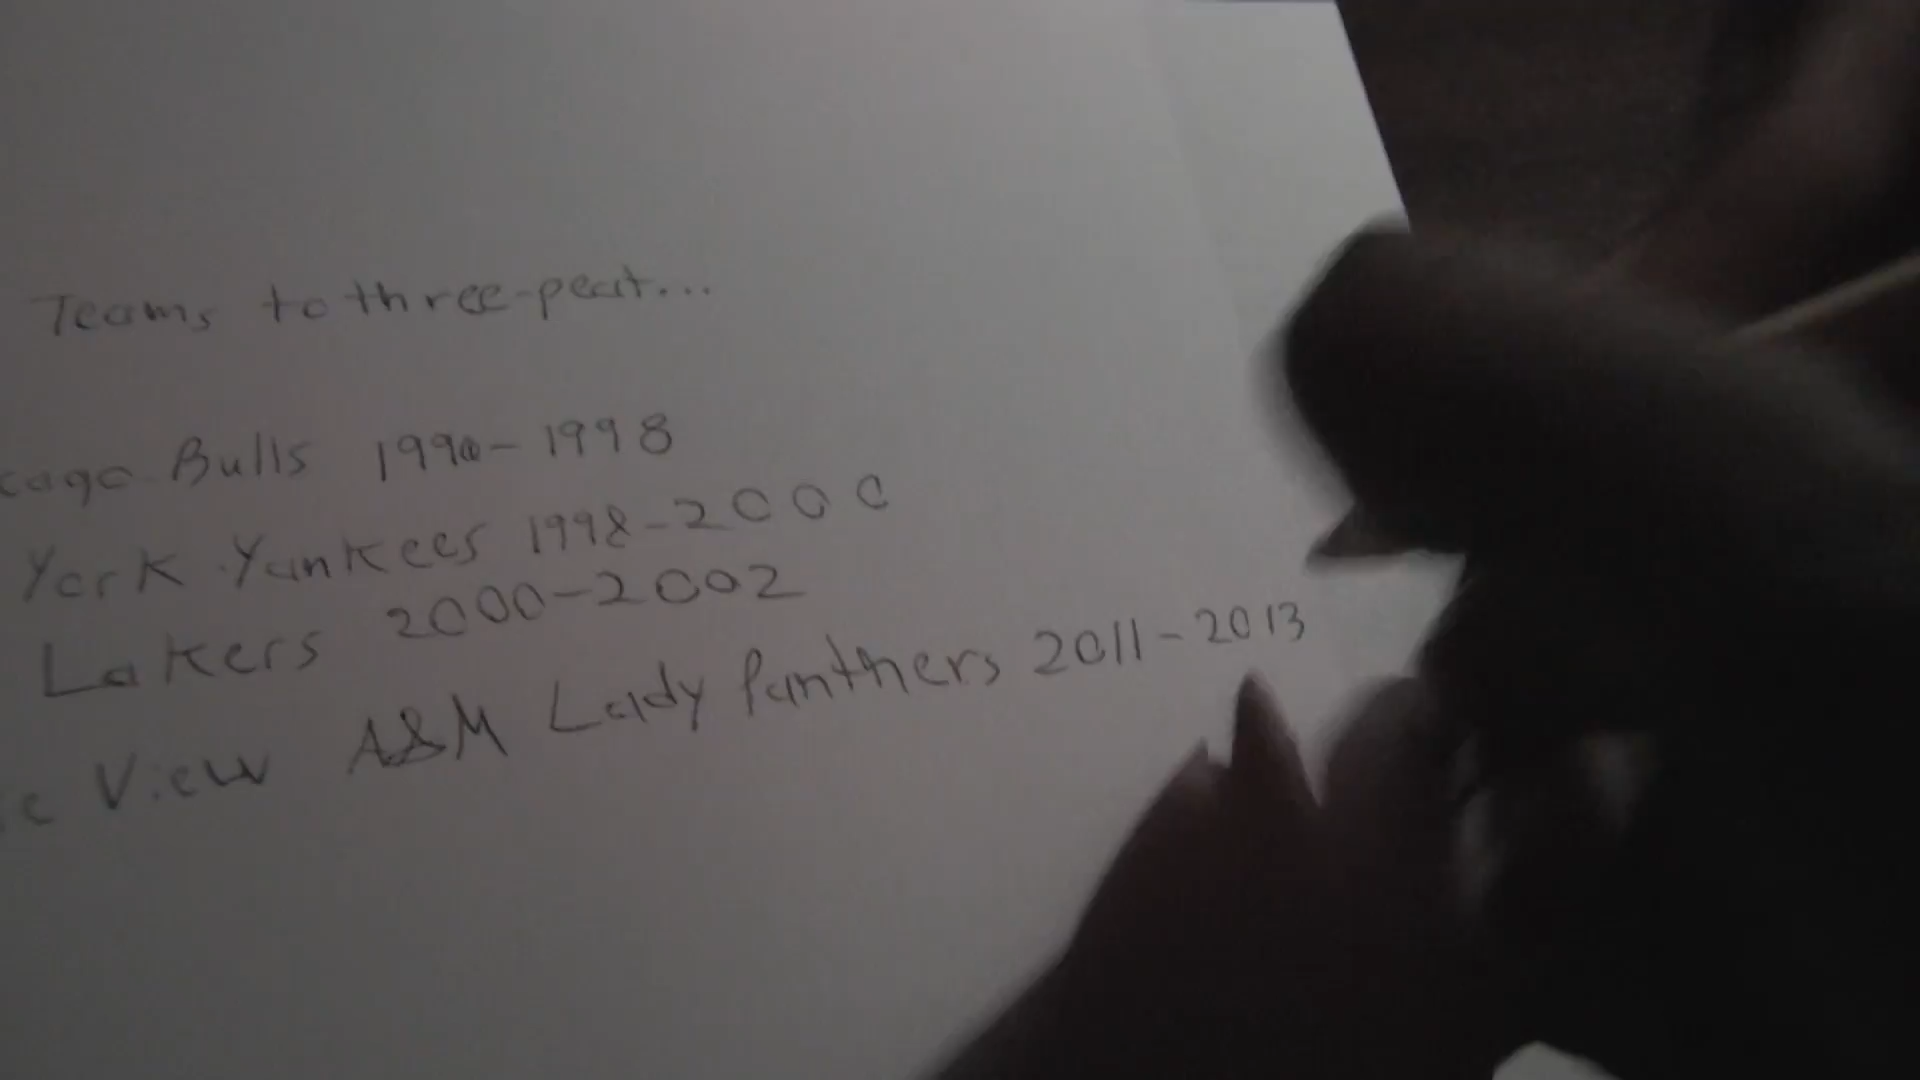 Teams to three-peat...
cago Bulls 1990-1998
York Yankees 1998-2000
Lakers 2000-2002
ie View A&M Lady Panthers 2011-2013